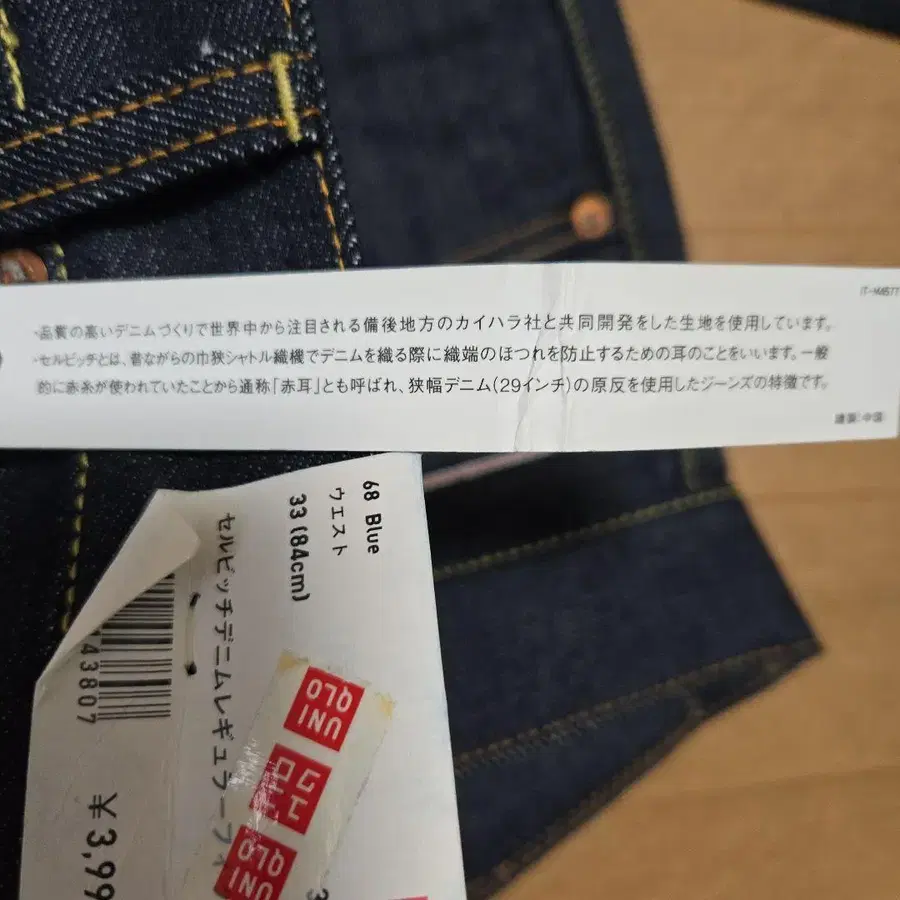 ・品質の高いデニムづくりで世界中から注目される備後地方のカイハラ社と共同開発をした生地を使用しています。
・セルビッチとは、昔ながらの巾狭シャトル織機でデニムを織る際に織端のほつれを防止するための耳のことをいいます。一般
的に赤糸が使われていたことから通称「赤耳」とも呼ばれ、狭幅デニム(29インチ)の原反を使用したジーンズの特徴です。
縫製：中国
68 Blue
ウエスト
33 (84cm)
セルビッチデニムレギュラーフィ
43807
¥3,99
UNI
QLO
ユニ
クロ
UNI
QLO